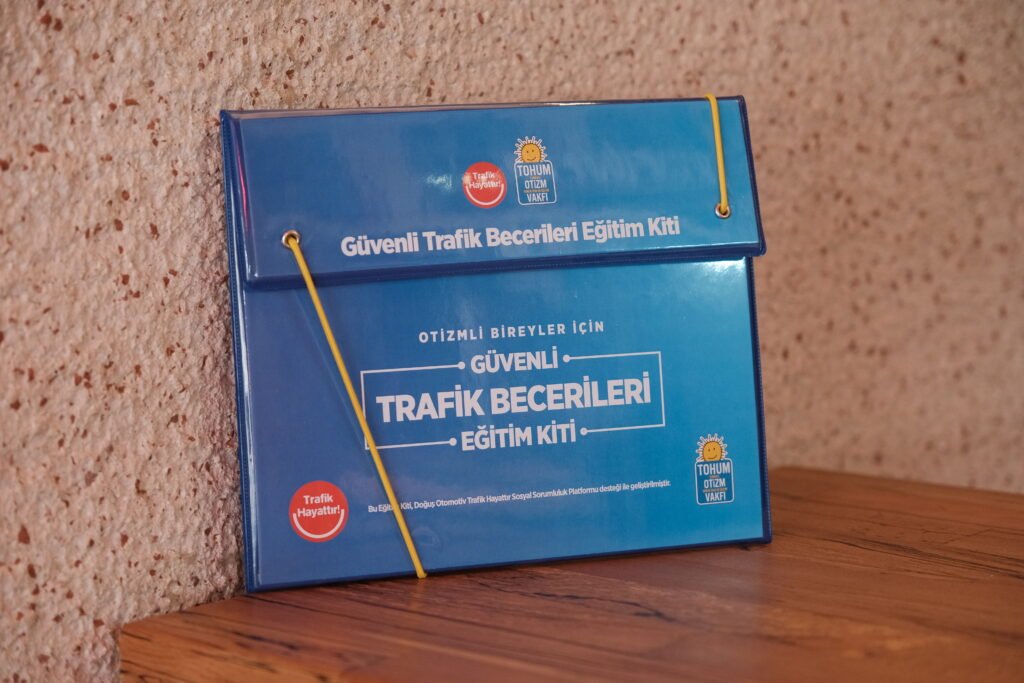 Trafik
Hayattır!
TOHUM
OTİZM
VAKFI
Güvenli Trafik Becerileri Eğitim Kiti
OTİZMLİ BİREYLER İÇİN
GÜVENLİ
TRAFİK BECERİLERİ
EĞİTİM KİTİ
Trafik
Hayattır!
Bu Eğitim Kiti, Doğuş Otomotiv Trafik Hayattır Sosyal Sorumluluk Platformu desteği ile geliştirilmiştir.
TOHUM
OTİZM
VAKFI